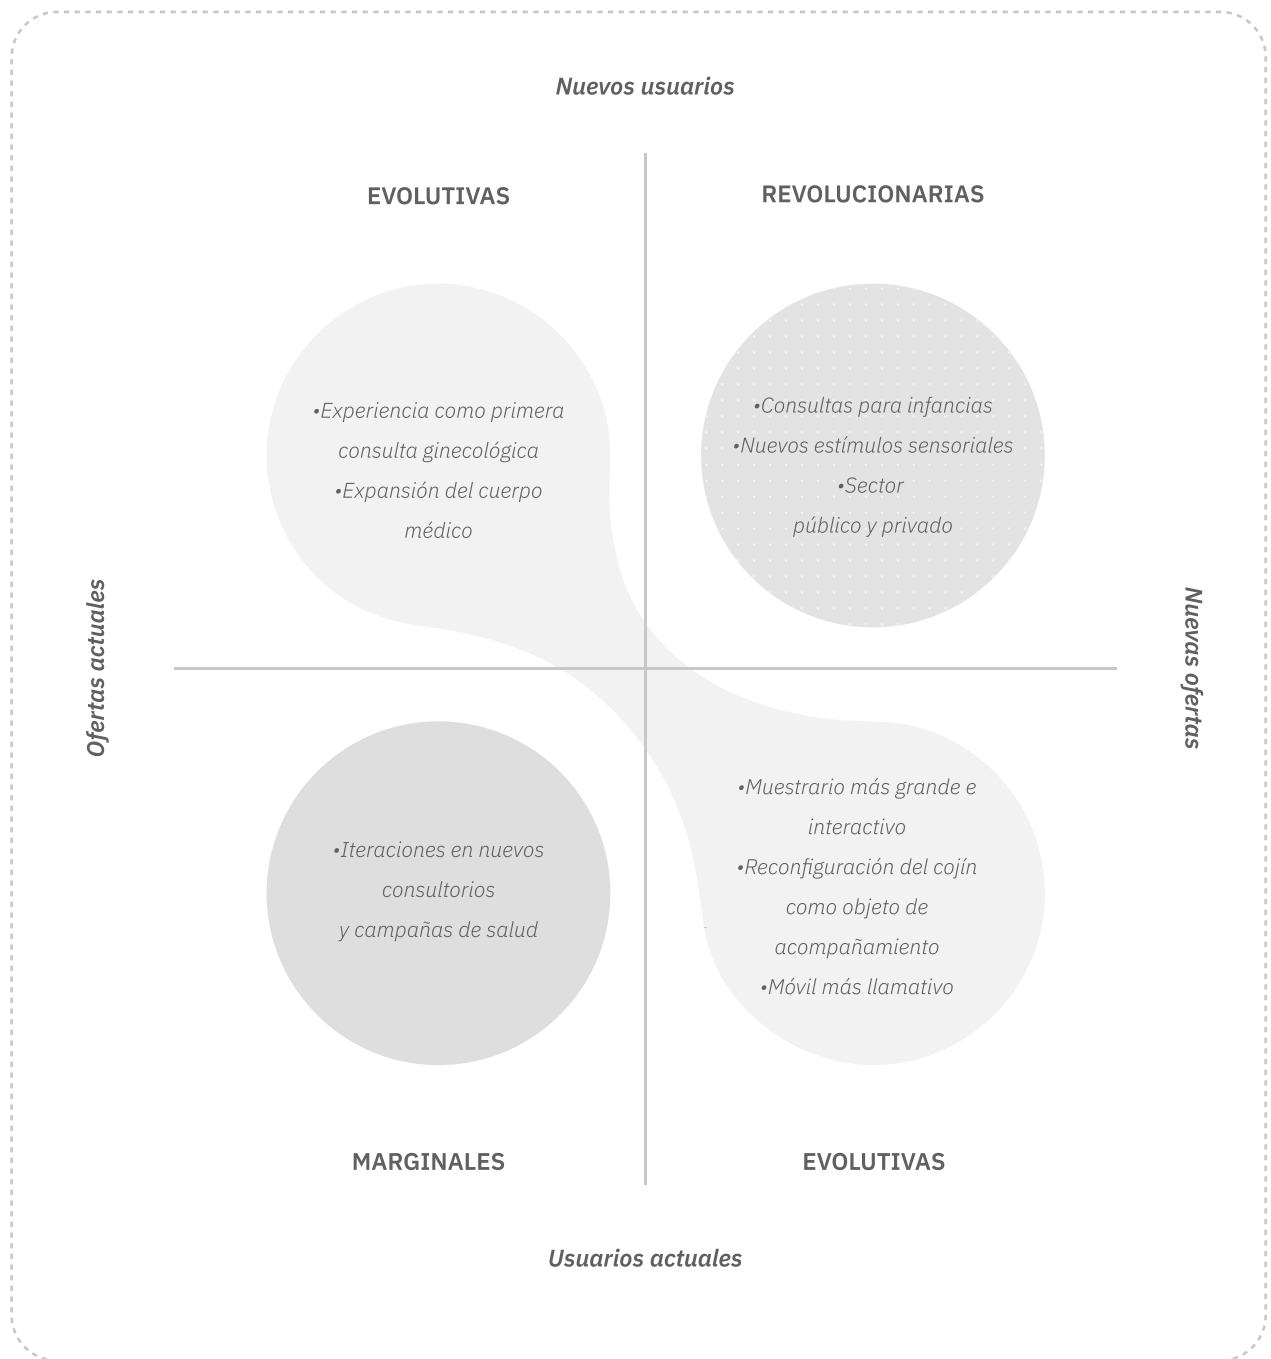 Nuevos usuarios
EVOLUTIVAS
REVOLUCIONARIAS
•Experiencia como primera
consulta ginecológica
•Expansión del cuerpo
médico
•Consultas para infancias
•Nuevos estímulos sensoriales
•Sector
público y privado
Ofertas actuales
Nuevas ofertas
•Iteraciones en nuevos
consultorios
y campañas de salud
•Muestrario más grande e
interactivo
•Reconfiguración del cojín
como objeto de
acompañamiento
•Móvil más llamativo
MARGINALES
EVOLUTIVAS
Usuarios actuales